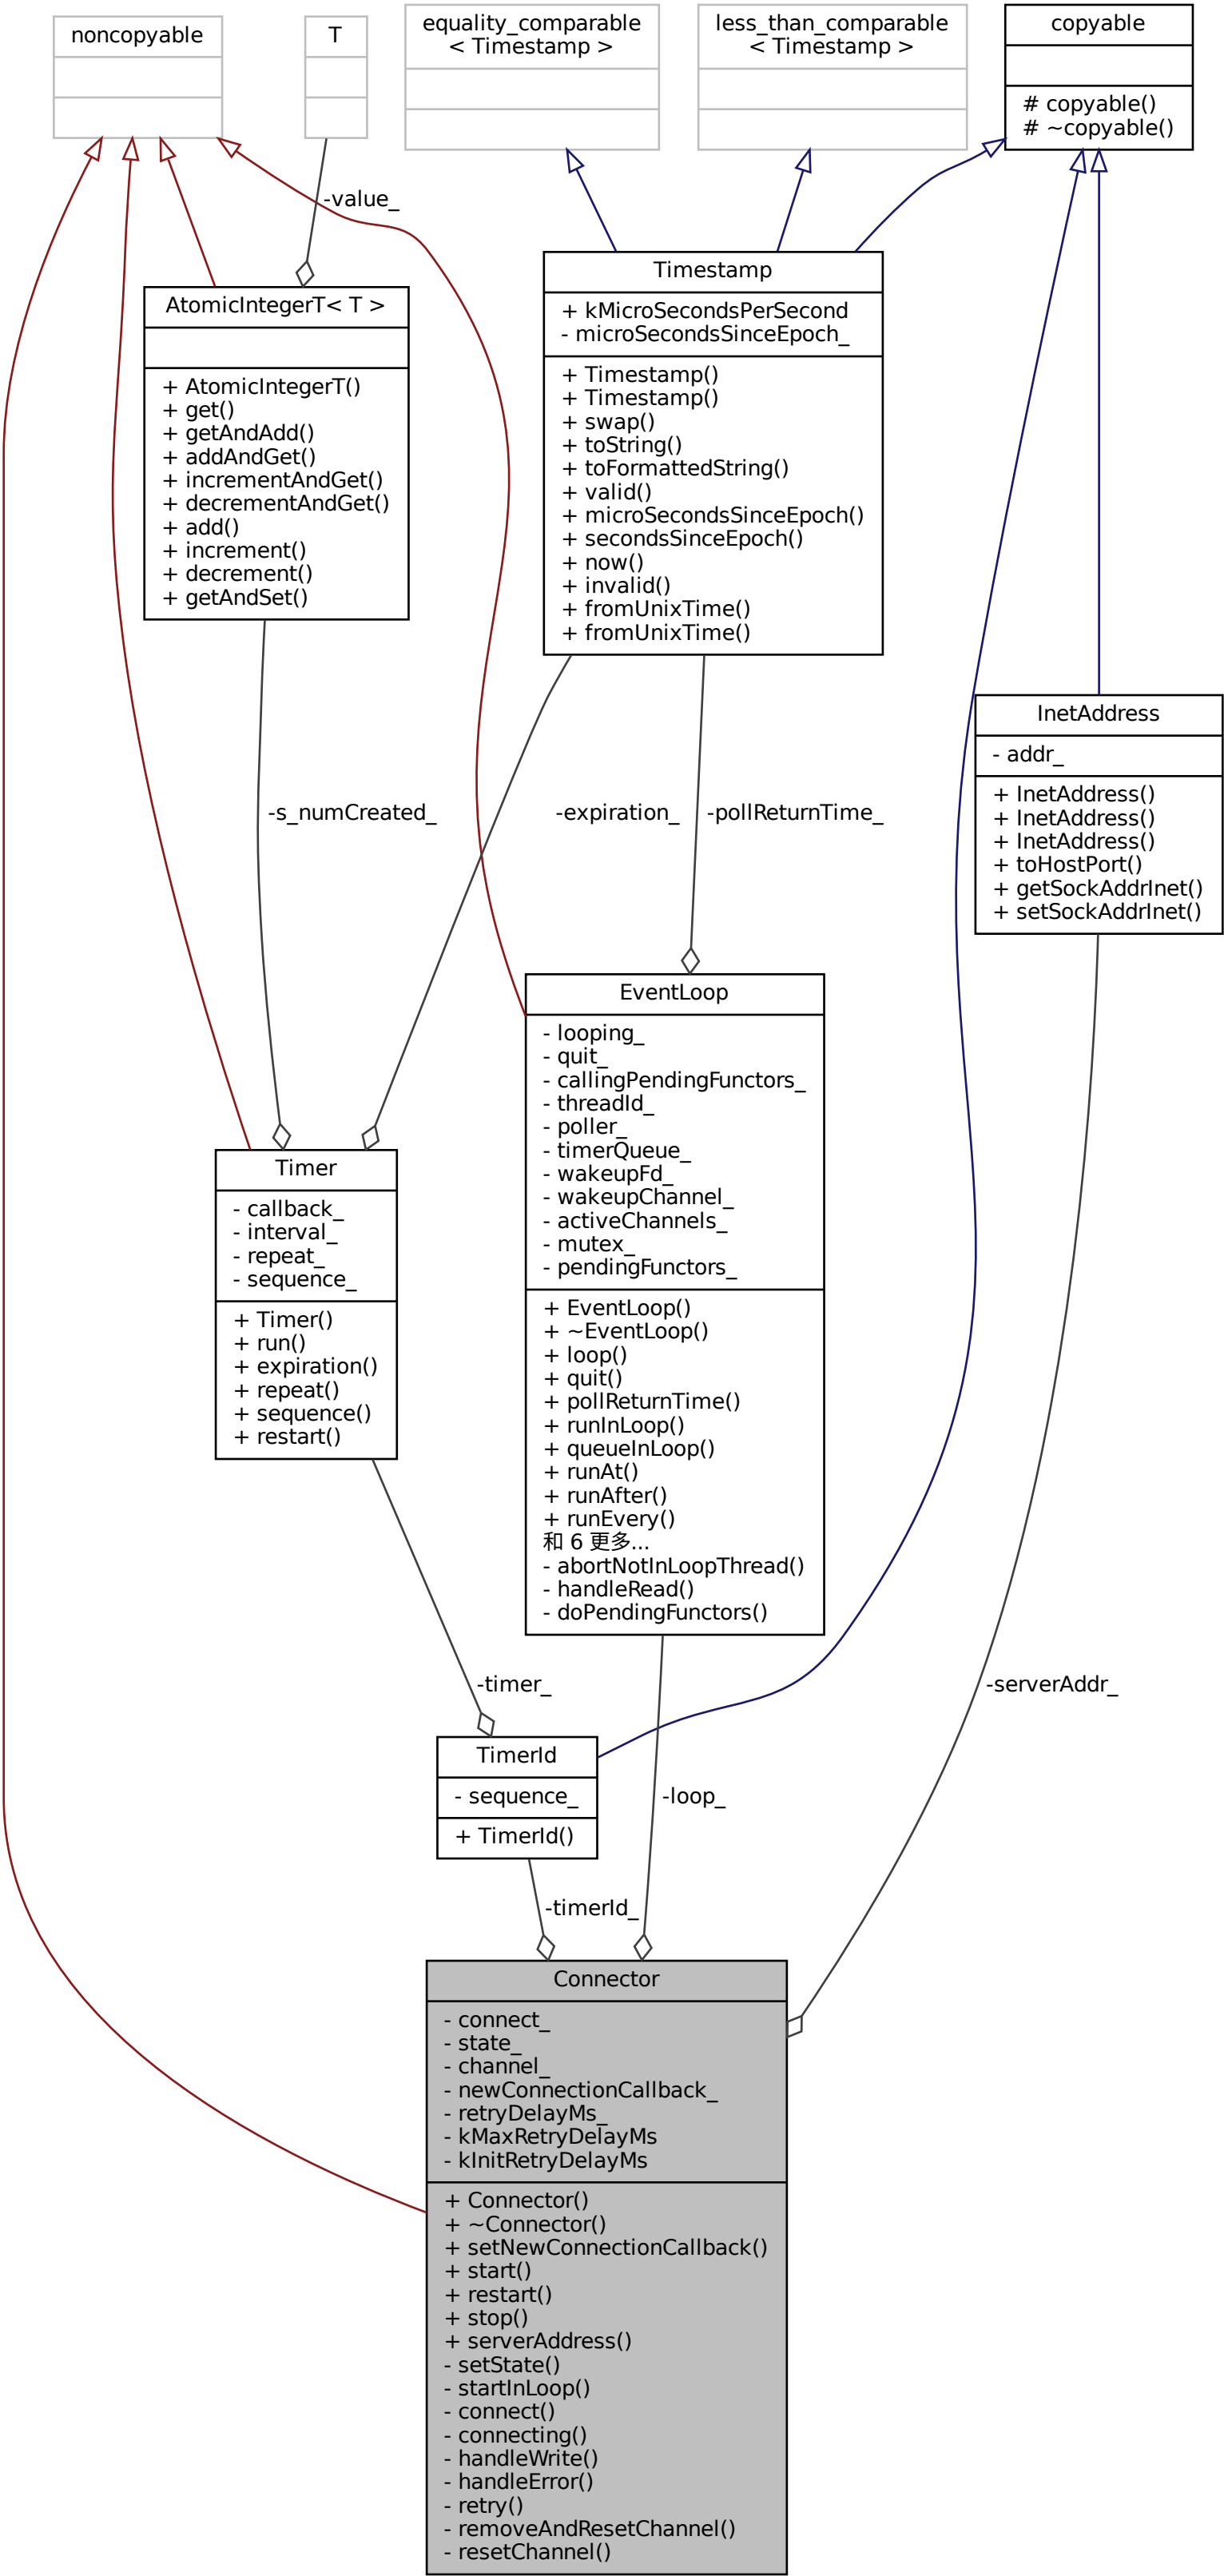 noncopyable
T
equality_comparable
< Timestamp >
less_than_comparable
< Timestamp >
copyable
# copyable()
# ~copyable()
-value_
AtomicIntegerT< T >
+ AtomicIntegerT()
+ get()
+ getAndAdd()
+ addAndGet()
+ incrementAndGet()
+ decrementAndGet()
+ add()
+ increment()
+ decrement()
+ getAndSet()
Timestamp
+ kMicroSecondsPerSecond
- microSecondsSinceEpoch_
+ Timestamp()
+ Timestamp()
+ swap()
+ toString()
+ toFormattedString()
+ valid()
+ microSecondsSinceEpoch()
+ secondsSinceEpoch()
+ now()
+ invalid()
+ fromUnixTime()
+ fromUnixTime()
InetAddress
- addr_
+ InetAddress()
+ InetAddress()
+ InetAddress()
+ toHostPort()
+ getSockAddrInet()
+ setSockAddrInet()
-s_numCreated_
-expiration_
-pollReturnTime_
EventLoop
- looping_
- quit_
- callingPendingFunctors_
- threadId_
- poller_
- timerQueue_
- wakeupFd_
- wakeupChannel_
- activeChannels_
- mutex_
- pendingFunctors_
+ EventLoop()
+ ~EventLoop()
+ loop()
+ quit()
+ pollReturnTime()
+ runInLoop()
+ queueInLoop()
+ runAt()
+ runAfter()
+ runEvery()
和 6 更多...
- abortNotInLoopThread()
- handleRead()
- doPendingFunctors()
Timer
- callback_
- interval_
- repeat_
- sequence_
+ Timer()
+ run()
+ expiration()
+ repeat()
+ sequence()
+ restart()
-timer_
-serverAddr_
TimerId
- sequence_
+ TimerId()
-loop_
-timerId_
Connector
- connect_
- state_
- channel_
- newConnectionCallback_
- retryDelayMs_
- kMaxRetryDelayMs
- kInitRetryDelayMs
+ Connector()
+ ~Connector()
+ setNewConnectionCallback()
+ start()
+ restart()
+ stop()
+ serverAddress()
- setState()
- startInLoop()
- connect()
- connecting()
- handleWrite()
- handleError()
- retry()
- removeAndResetChannel()
- resetChannel()